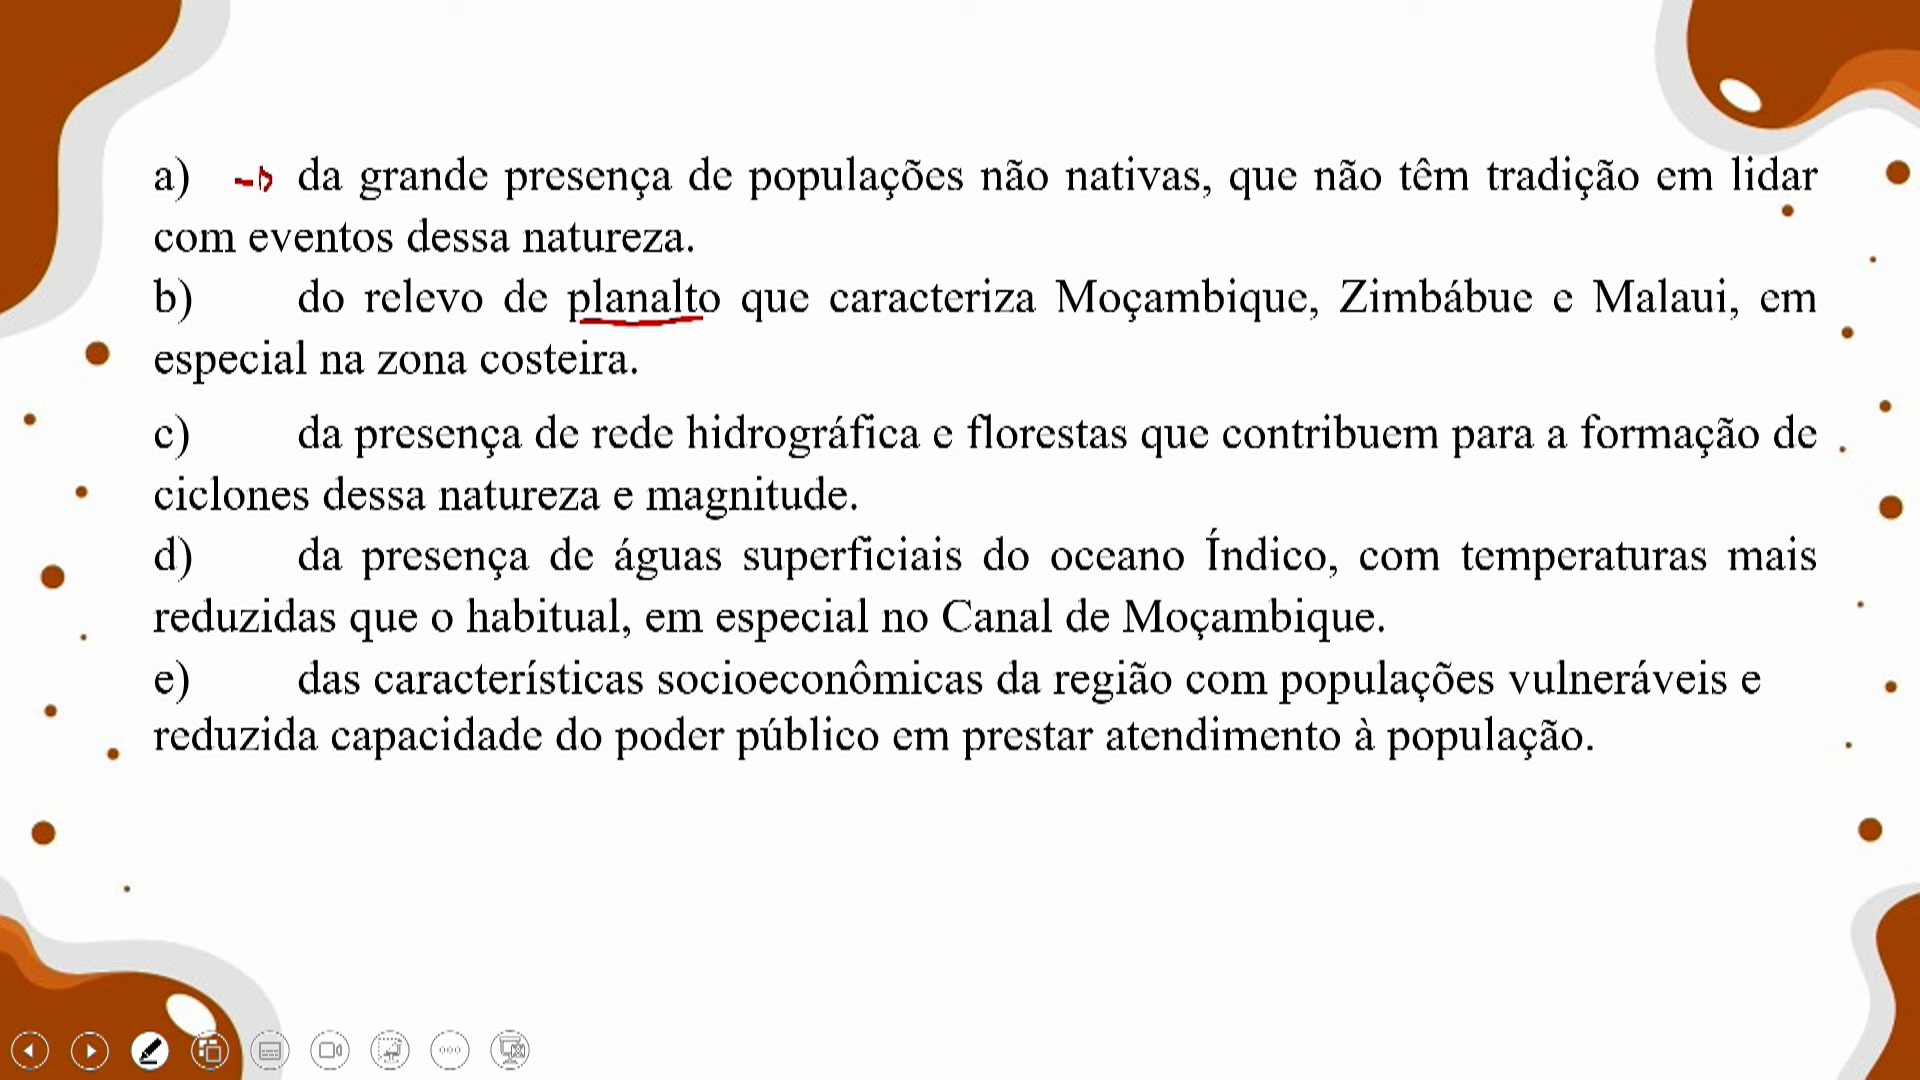 a) da grande presença de populações não nativas, que não têm tradição em lidar
com eventos dessa natureza.
b) do relevo de planalto que caracteriza Moçambique, Zimbábue e Malaui, em
especial na zona costeira.
c) da presença de rede hidrográfica e florestas que contribuem para a formação de
ciclones dessa natureza e magnitude.
d) da presença de águas superficiais do oceano Índico, com temperaturas mais
reduzidas que o habitual, em especial no Canal de Moçambique.
e) das características socioeconômicas da região com populações vulneráveis e
reduzida capacidade do poder público em prestar atendimento à população.